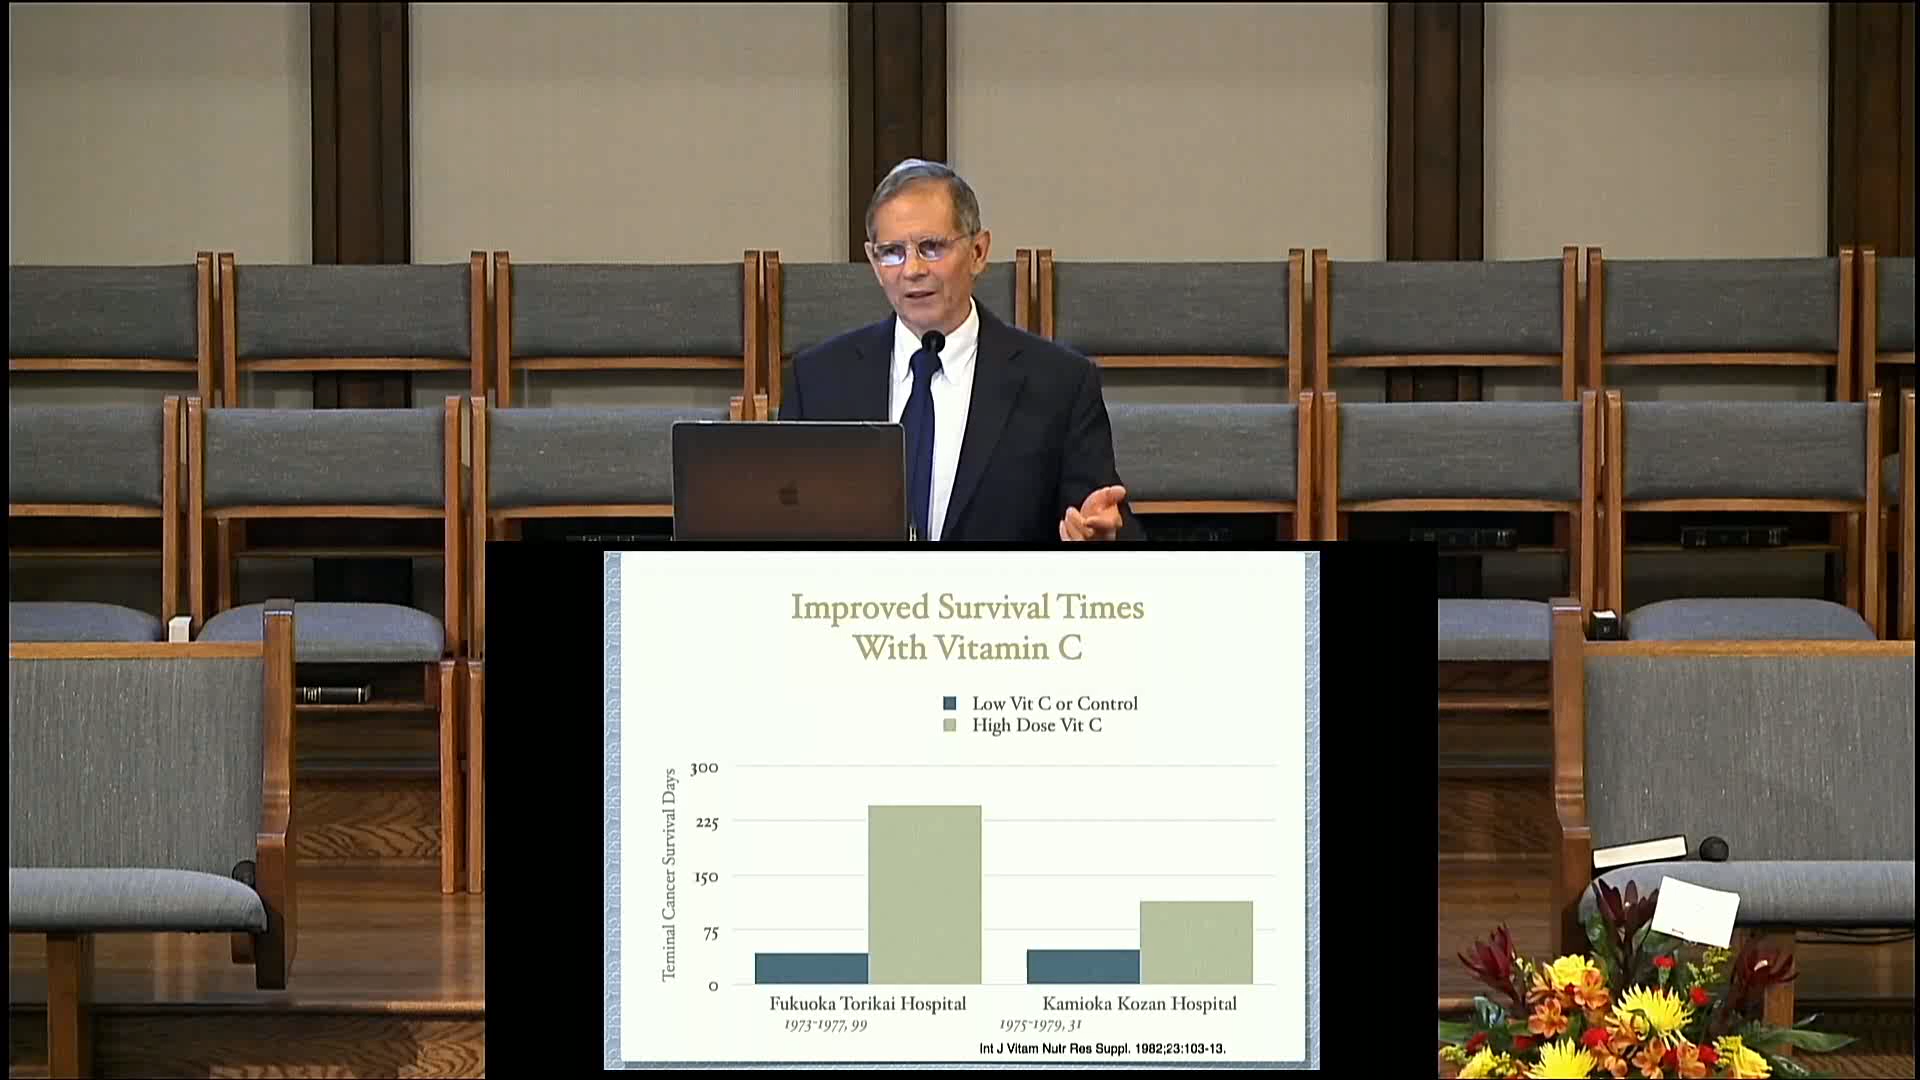 Improved Survival Times
With Vitamin C
Low Vit C or Control
High Dose Vit C
Teminal Cancer Survival Days
300
225
150
75
0
Fukuoka Torikai Hospital
1973-1977, 99
Kamioka Kozan Hospital
1975-1979, 31
Int J Vitam Nutr Res Suppl. 1982;23:103-13.